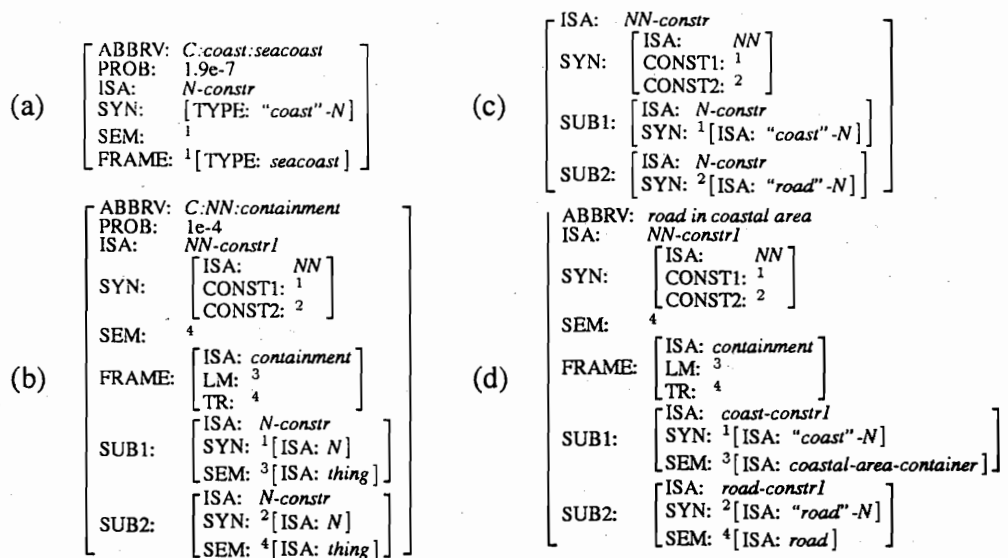 (a)
ABBRV: C:coast:seacoast
PROB: 1.9e-7
ISA: N-constr
SYN: [TYPE: “coast”-N]
SEM: 1
FRAME: 1[TYPE: seacoast]
(b)
ABBRV: C:NN:containment
PROB: 1e-4
ISA: NN-constr1
SYN: [ISA: NN
CONST1: 1
CONST2: 2]
SEM: 4
FRAME: [ISA: containment
LM: 3
TR: 4]
SUB1: [ISA: N-constr
SYN: 1[ISA: N]
SEM: 3[ISA: thing]]
SUB2: [ISA: N-constr
SYN: 2[ISA: N]
SEM: 4[ISA: thing]]
(c)
ISA: NN-constr
SYN: [ISA: NN
CONST1: 1
CONST2: 2]
SUB1: [ISA: N-constr
SYN: 1[ISA: “coast”-N]]
SUB2: [ISA: N-constr
SYN: 2[ISA: “road”-N]]
(d)
ABBRV: road in coastal area
ISA: NN-constr1
SYN: [ISA: NN
CONST1: 1
CONST2: 2]
SEM: 4
FRAME: [ISA: containment
LM: 3
TR: 4]
SUB1: [ISA: coast-constr1
SYN: 1[ISA: “coast”-N]
SEM: 3[ISA: coastal-area-container]]
SUB2: [ISA: road-constr1
SYN: 2[ISA: “road”-N]
SEM: 4[ISA: road]]